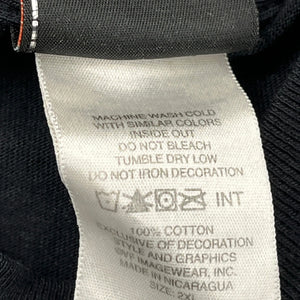 MACHINE WASH COLD
WITH SIMILAR COLORS
INSIDE OUT
DO NOT BLEACH
TUMBLE DRY LOW
DO NOT IRON DECORATION
INT
100% COTTON
EXCLUSIVE OF DECORATION
STYLE AND GRAPHICS
GVF IMAGEWEAR, INC.
MADE IN NICARAGUA
SIZE: 2XL